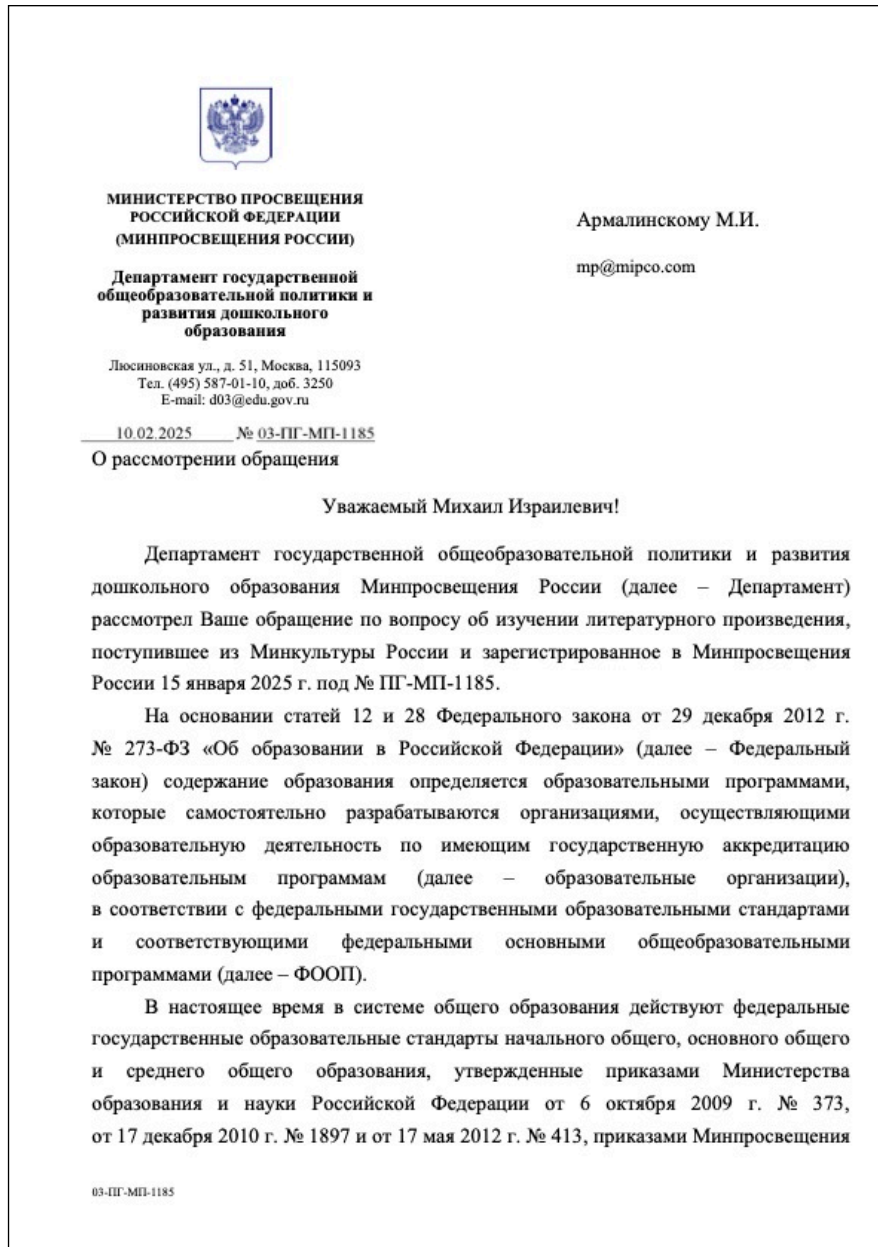 МИНИСТЕРСТВО ПРОСВЕЩЕНИЯ
РОССИЙСКОЙ ФЕДЕРАЦИИ
(МИНПРОСВЕЩЕНИЯ РОССИИ)
Департамент государственной
общеобразовательной политики и
развития дошкольного
образования
Люсиновская ул., д. 51, Москва, 115093
Тел. (495) 587-01-10, доб. 3250
E-mail: d03@edu.gov.ru
10.02.2025 № 03-ПГ-МП-1185
О рассмотрении обращения
Армалинскому М.И.
mp@mipco.com
Уважаемый Михаил Израилевич!
Департамент государственной общеобразовательной политики и развития
дошкольного образования Минпросвещения России (далее – Департамент)
рассмотрел Ваше обращение по вопросу об изучении литературного произведения,
поступившее из Минкультуры России и зарегистрированное в Минпросвещения
России 15 января 2025 г. под № ПГ-МП-1185.
На основании статей 12 и 28 Федерального закона от 29 декабря 2012 г.
№ 273-ФЗ «Об образовании в Российской Федерации» (далее – Федеральный
закон) содержание образования определяется образовательными программами,
которые самостоятельно разрабатываются организациями, осуществляющими
образовательную деятельность по имеющим государственную аккредитацию
образовательным программам (далее – образовательные организации),
в соответствии с федеральными государственными образовательными стандартами
и соответствующими федеральными основными общеобразовательными
программами (далее – ФООП).
В настоящее время в системе общего образования действуют федеральные
государственные образовательные стандарты начального общего, основного общего
и среднего общего образования, утвержденные приказами Министерства
образования и науки Российской Федерации от 6 октября 2009 г. № 373,
от 17 декабря 2010 г. № 1897 и от 17 мая 2012 г. № 413, приказами Минпросвещения
03-ПГ-МП-1185